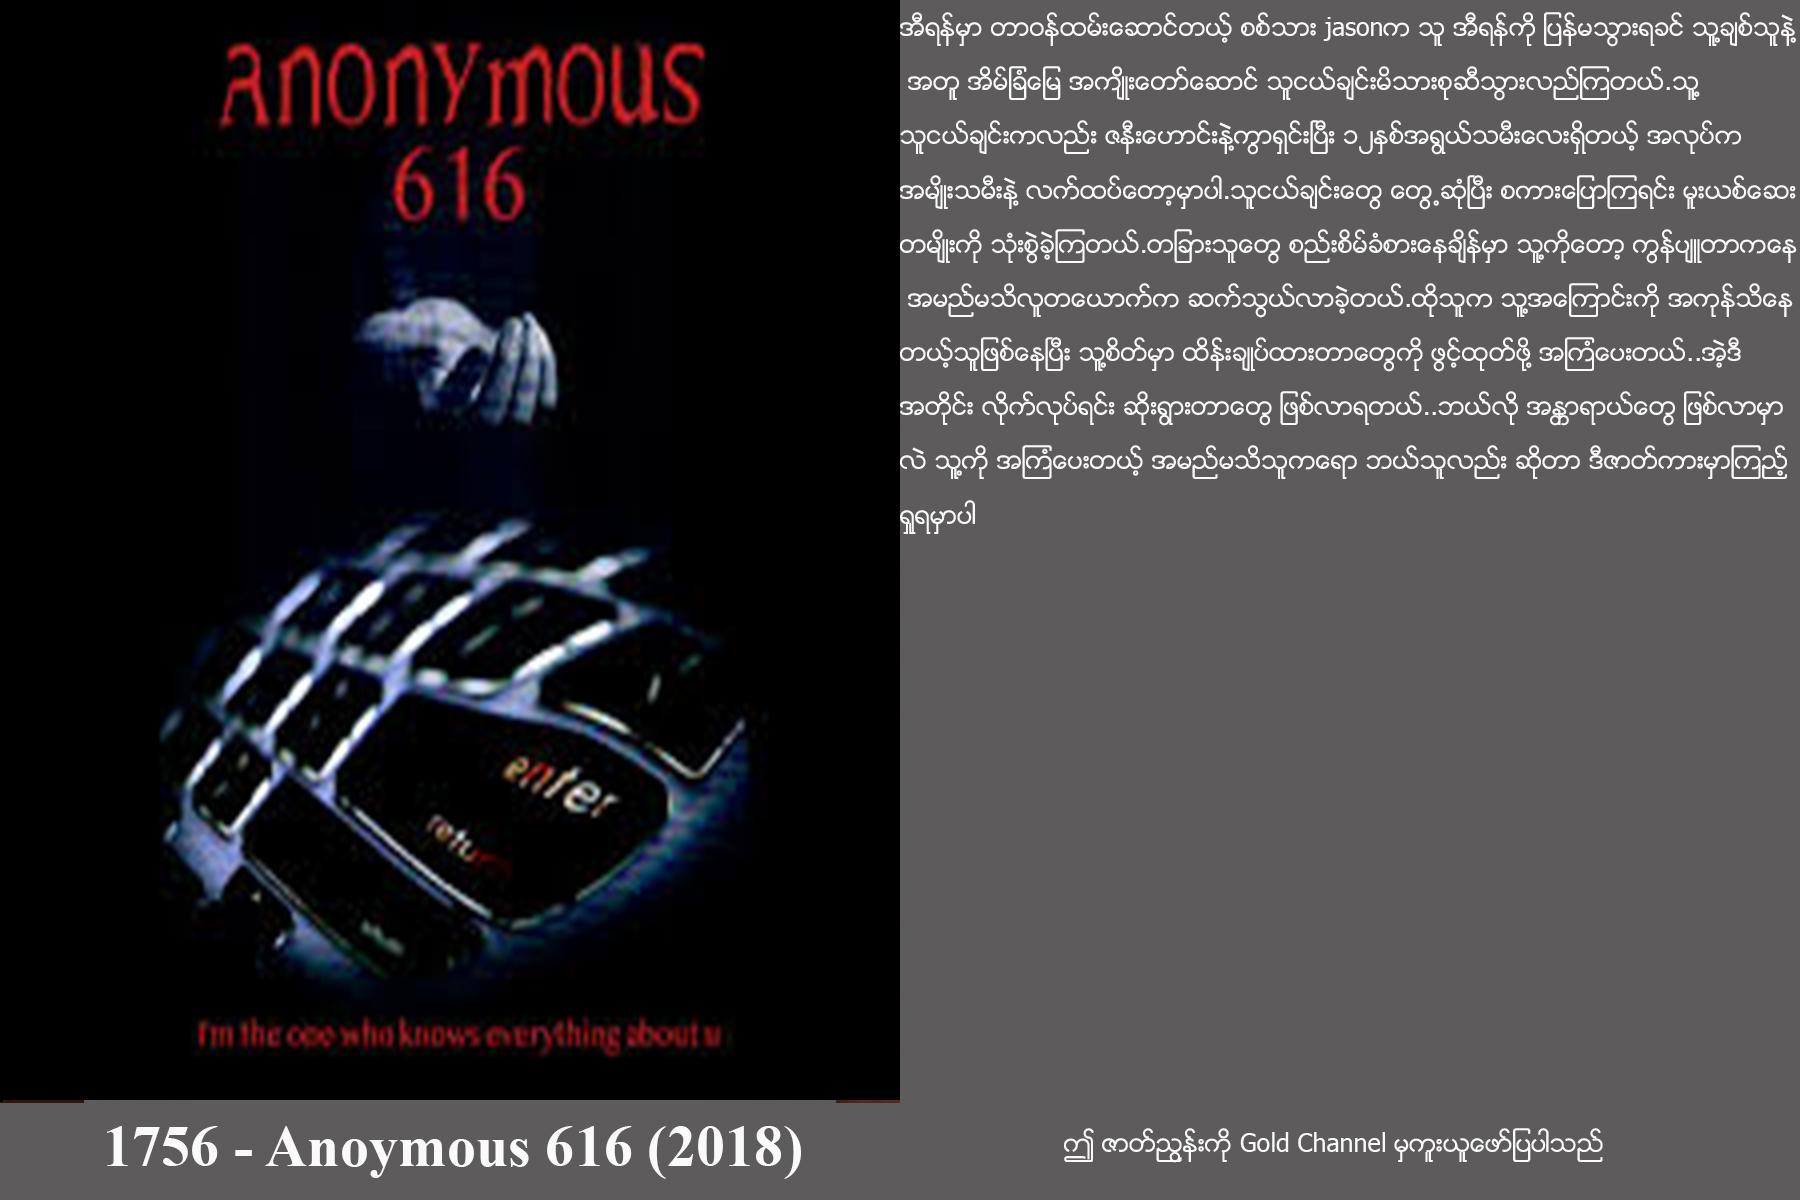 Anonymous
616
enter
return
I'm the one who knows everything about u
1756 - Anoymous 616 (2018)
အီရန်မှာ တာဝန်ထမ်းဆောင်တယ့် စစ်သား jasonက သူ အီရန်ကို ပြန်မသွားရခင် သူ့ချစ်သူနဲ့
အတူ အိမ်ခြံမြေ အကျိုးတော်ဆောင် သူငယ်ချင်းမိသားစုဆီသွားလည်ကြတယ်.သူ့
သူငယ်ချင်းကလည်း ဇနီးဟောင်းနဲ့ကွာရှင်းပြီး ၁၂နှစ်အရွယ်သမီးလေးရှိတယ့် အလုပ်က
အမျိုးသမီးနဲ့ လက်ထပ်တော့မှာပါ.သူငယ်ချင်းတွေ တွေ့ဆုံပြီး စကားပြောကြရင်း မူးယစ်ဆေး
တမျိုးကို သုံးစွဲခဲ့ကြတယ်.တခြားသူတွေ စည်းစိမ်ခံစားနေချိန်မှာ သူ့ကိုတော့ ကွန်ပျူတာကနေ
အမည်မသိလူတယောက်က ဆက်သွယ်လာခဲ့တယ်.ထိုသူက သူ့အကြောင်းကို အကုန်သိနေ
တယ့်သူဖြစ်နေပြီး သူ့စိတ်မှာ ထိန်းချုပ်ထားတာတွေကို ဖွင့်ထုတ်ဖို့ အကြံပေးတယ်..အဲ့ဒီ
အတိုင်း လိုက်လုပ်ရင်း ဆိုးရွားတာတွေ ဖြစ်လာရတယ်..ဘယ်လို အန္တာရာယ်တွေ ဖြစ်လာမှာ
လဲ သူ့ကို အကြံပေးတယ့် အမည်မသိသူကရော ဘယ်သူလည်း ဆိုတာ ဒီဇာတ်ကားမှာကြည့်
ရှုရမှာပါ
ဤ ဇာတ်ညွှန်းကို Gold Channel မှကူးယူဖော်ပြပါသည်